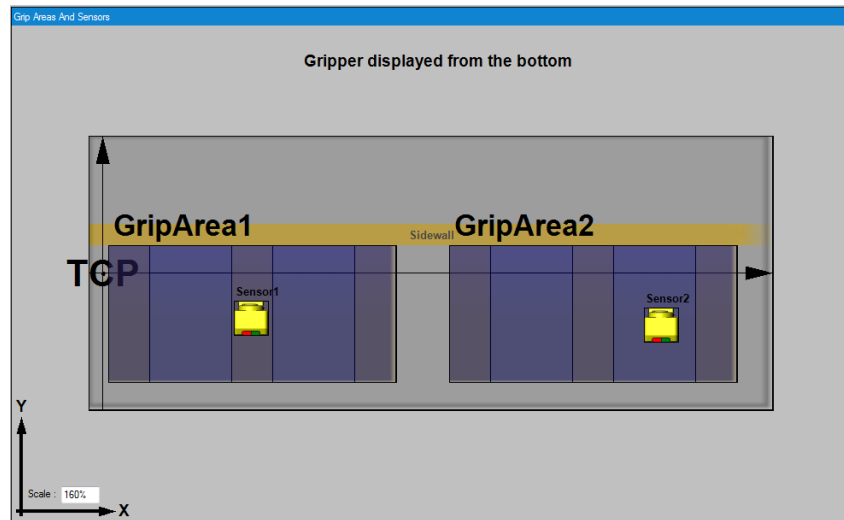 Grip Areas And Sensors
Gripper displayed from the bottom
GripArea1
Sidewall
GripArea2
TCP
Sensor1
Sensor2
Y
Scale : 160%
X